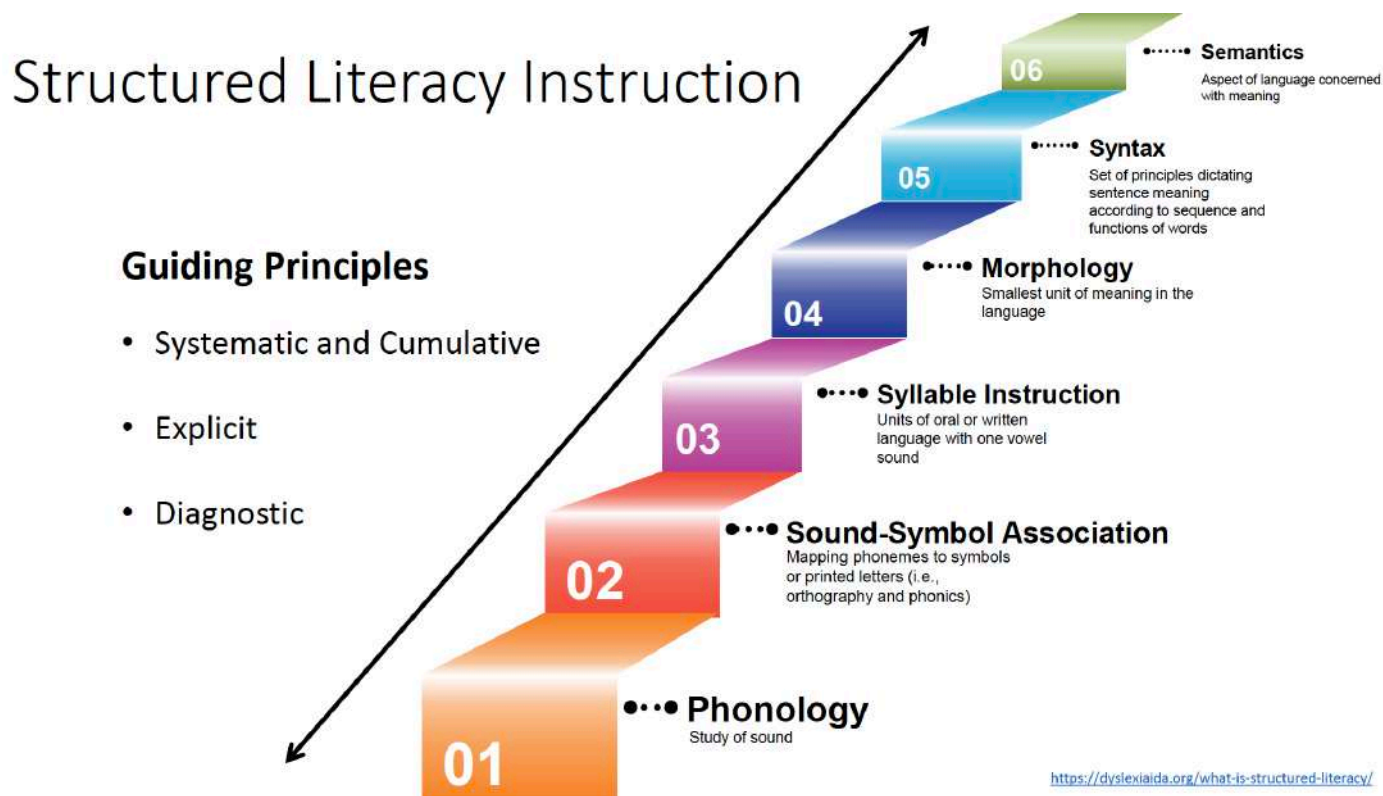 Structured Literacy Instruction
Guiding Principles
• Systematic and Cumulative
• Explicit
• Diagnostic
06
Semantics
Aspect of language concerned
with meaning
05
Syntax
Set of principles dictating
sentence meaning
according to sequence and
functions of words
04
Morphology
Smallest unit of meaning in the
language
03
Syllable Instruction
Units of oral or written
language with one vowel
sound
02
Sound-Symbol Association
Mapping phonemes to symbols
or printed letters (i.e.,
orthography and phonics)
01
Phonology
Study of sound
https://dyslexiaida.org/what-is-structured-literacy/